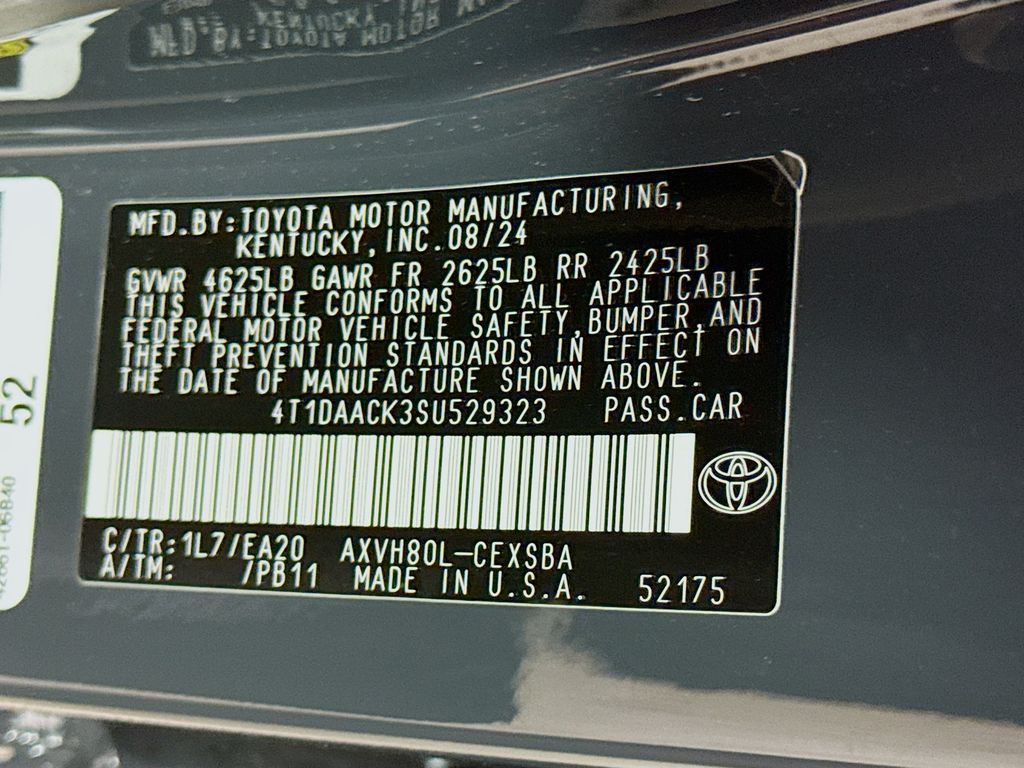 MFD.BY:TOYOTA MOTOR MANUFACTURING,
KENTUCKY,INC.08/24
GVWR 4625LB GAWR FR 2625LB RR 2425LB
THIS VEHICLE CONFORMS TO ALL APPLICABLE
FEDERAL MOTOR VEHICLE SAFETY,BUMPER AND
THEFT PREVENTION STANDARDS IN EFFECT ON
THE DATE OF MANUFACTURE SHOWN ABOVE.
4T1DAACK3SU529323 PASS.CAR
C/TR:1L7/EA20 AXVH80L-CEXSBA
A/TM: /PB11 MADE IN U.S.A. 52175
52